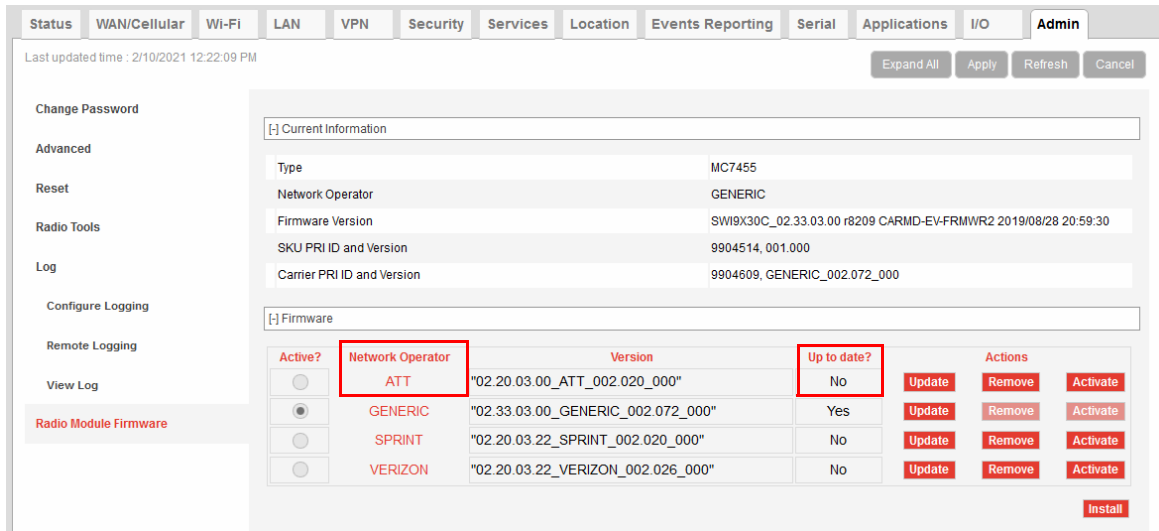 Status WAN/Cellular Wi-Fi LAN VPN Security Services Location Events Reporting Serial Applications I/O Admin
Last updated time : 2/10/2021 12:22:09 PM
Expand All Apply Refresh Cancel
Change Password
Advanced
Reset
Radio Tools
Log
Configure Logging
Remote Logging
View Log
Radio Module Firmware
[-] Current Information
Type MC7455
Network Operator GENERIC
Firmware Version SWI9X30C_02.33.03.00 r8209 CARMD-EV-FRMWR2 2019/08/28 20:59:30
SKU PRI ID and Version 9904514, 001.000
Carrier PRI ID and Version 9904609, GENERIC_002.072_000
[-] Firmware
Active? Network Operator Version Up to date? Actions
ATT "02.20.03.00_ATT_002.020_000" No Update Remove Activate
GENERIC "02.33.03.00_GENERIC_002.072_000" Yes Update Remove Activate
SPRINT "02.20.03.22_SPRINT_002.020_000" No Update Remove Activate
VERIZON "02.20.03.22_VERIZON_002.026_000" No Update Remove Activate
Install